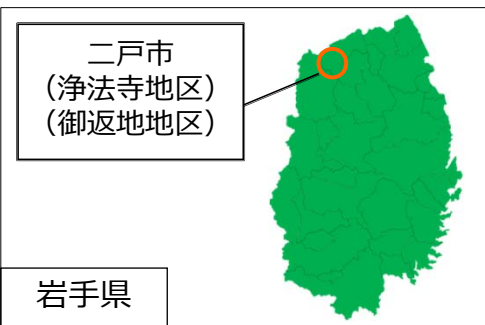 二戸市
（浄法寺地区）
（御返地地区）
岩手県